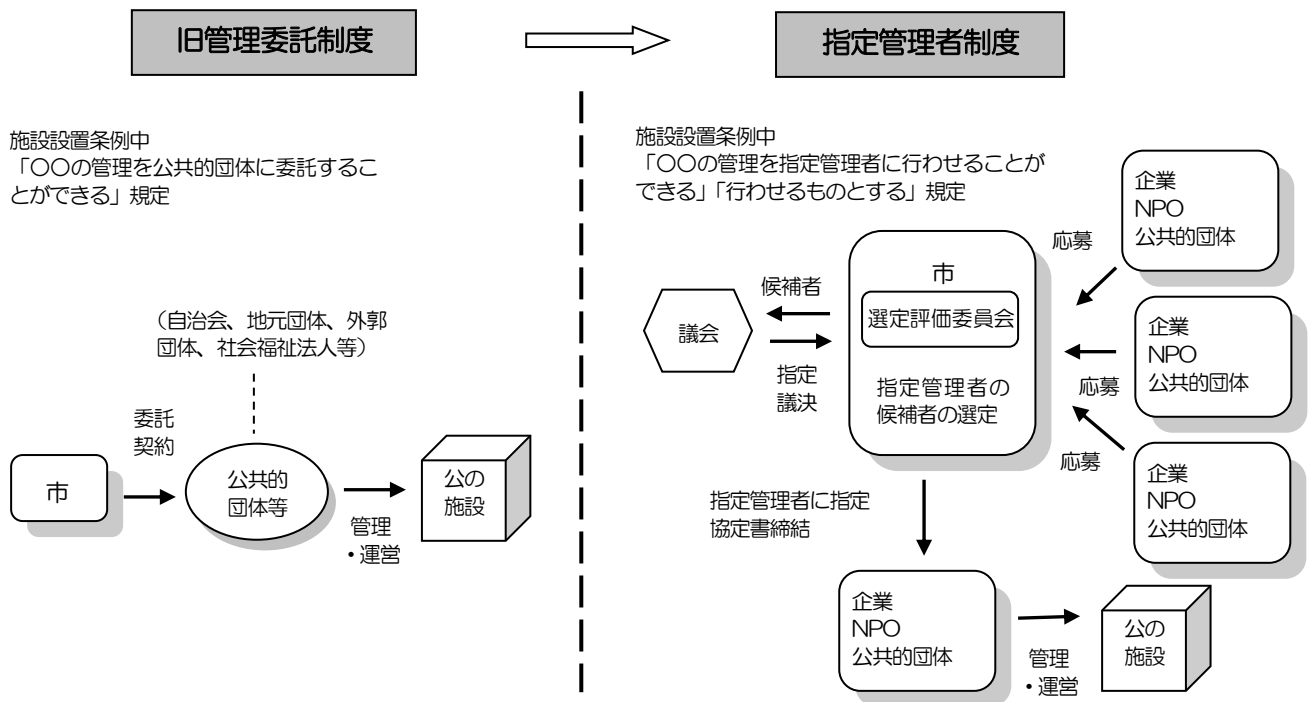 旧管理委託制度
指定管理者制度
施設設置条例中
「〇〇の管理を公共的団体に委託するこ
とができる」規定
（自治会、地元団体、外郭
団体、社会福祉法人等）
委託
契約
市
公共的
団体等
管理
・運営
公の
施設
施設設置条例中
「〇〇の管理を指定管理者に行わせることが
できる」「行わせるものとする」規定
議会
候補者
指定
議決
市
選定評価委員会
指定管理者の
候補者の選定
応募
企業
NPO
公共的団体
応募
企業
NPO
公共的団体
応募
企業
NPO
公共的団体
指定管理者に指定
協定書締結
企業
NPO
公共的団体
管理
・運営
公の
施設